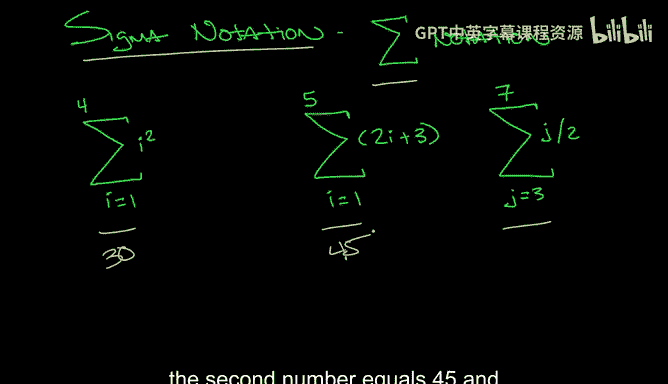 Sigma Notation - Σ Notation
GPT中英字幕课程资源 bilibili
4 5 7
Σ i² Σ (2i+3) Σ j/2
i=1 i=1 j=3
30 45
the second number equals 45 and